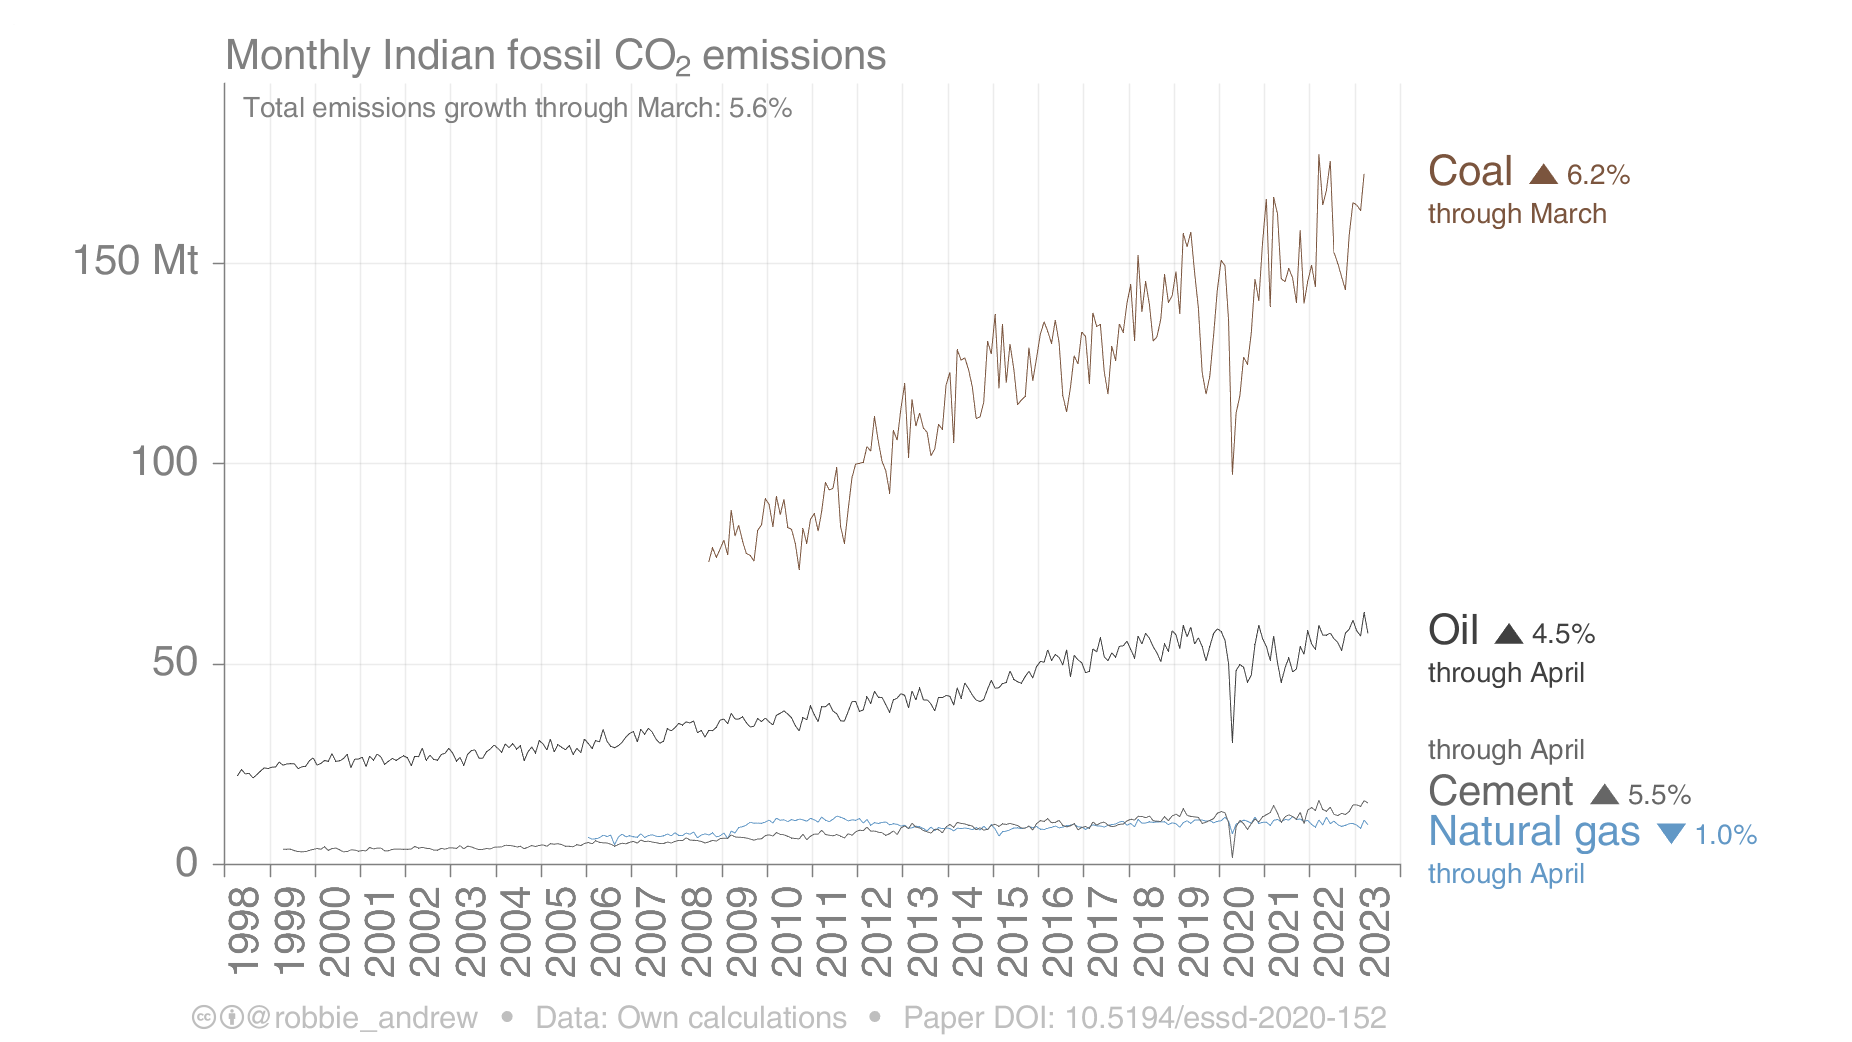 Monthly Indian fossil CO₂ emissions
Total emissions growth through March: 5.6%
150 Mt
100
50
0
1998 1999 2000 2001 2002 2003 2004 2005 2006 2007 2008 2009 2010 2011 2012 2013 2014 2015 2016 2017 2018 2019 2020 2021 2022 2023
Coal ▲ 6.2%
through March
Oil ▲ 4.5%
through April
through April
Cement ▲ 5.5%
Natural gas ▼ 1.0%
through April
@robbie_andrew • Data: Own calculations • Paper DOI: 10.5194/essd-2020-152